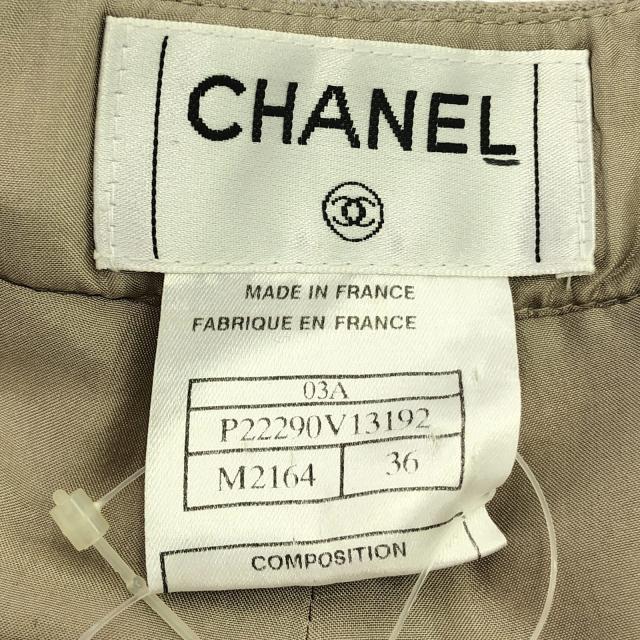 CHANEL
MADE IN FRANCE
FABRIQUE EN FRANCE
03A
P22290V13192
M2164 36
COMPOSITION